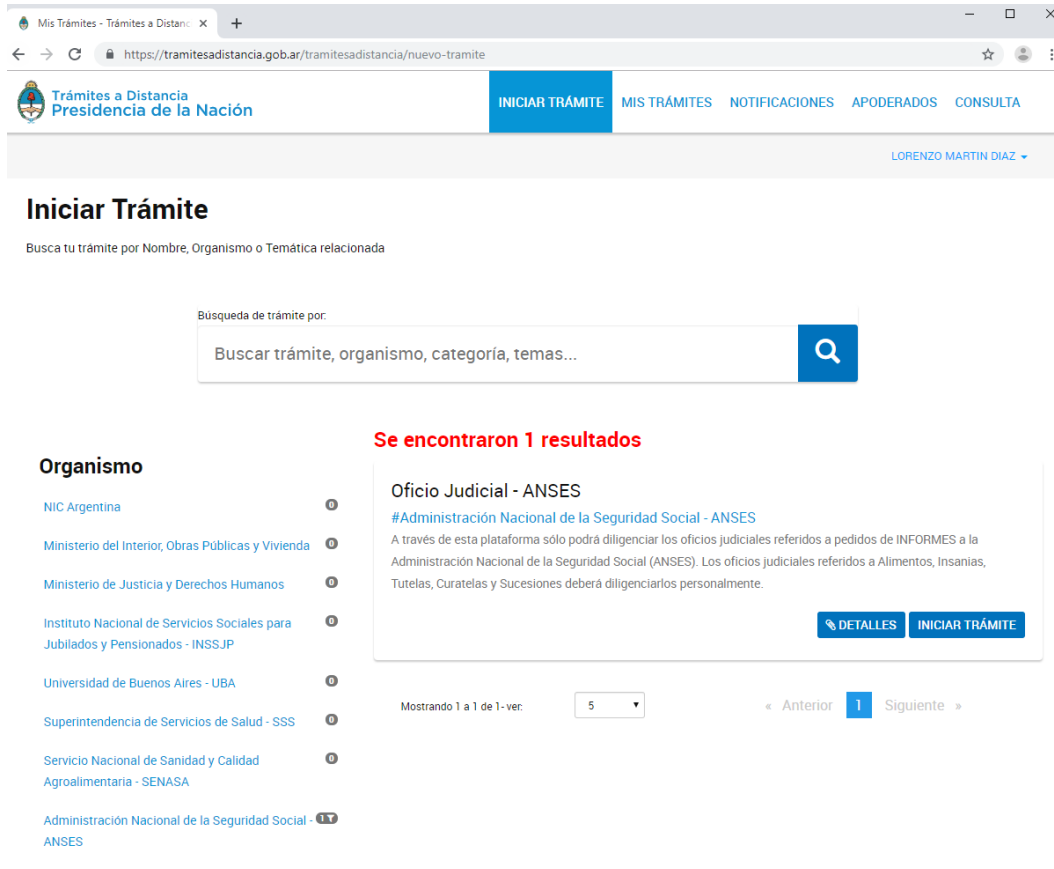 Mis Trámites - Trámites a Distanc
https://tramitesadistancia.gob.ar/tramitesadistancia/nuevo-tramite
Trámites a Distancia
Presidencia de la Nación
INICIAR TRÁMITE MIS TRÁMITES NOTIFICACIONES APODERADOS CONSULTA
LORENZO MARTIN DIAZ
Iniciar Trámite
Busca tu trámite por Nombre, Organismo o Temática relacionada
Búsqueda de trámite por:
Buscar trámite, organismo, categoría, temas...
Organismo
NIC Argentina 0
Ministerio del Interior, Obras Públicas y Vivienda 0
Ministerio de Justicia y Derechos Humanos 0
Instituto Nacional de Servicios Sociales para 0
Jubilados y Pensionados - INSSJP
Universidad de Buenos Aires - UBA 0
Superintendencia de Servicios de Salud - SSS 0
Servicio Nacional de Sanidad y Calidad 0
Agroalimentaria - SENASA
Administración Nacional de la Seguridad Social - 1
ANSES
Se encontraron 1 resultados
Oficio Judicial - ANSES
#Administración Nacional de la Seguridad Social - ANSES
A través de esta plataforma sólo podrá diligenciar los oficios judiciales referidos a pedidos de INFORMES a la
Administración Nacional de la Seguridad Social (ANSES). Los oficios judiciales referidos a Alimentos, Insanias,
Tutelas, Curatelas y Sucesiones deberá diligenciarlos personalmente.
DETALLES INICIAR TRÁMITE
Mostrando 1 a 1 de 1- ver: 5 « Anterior 1 Siguiente »